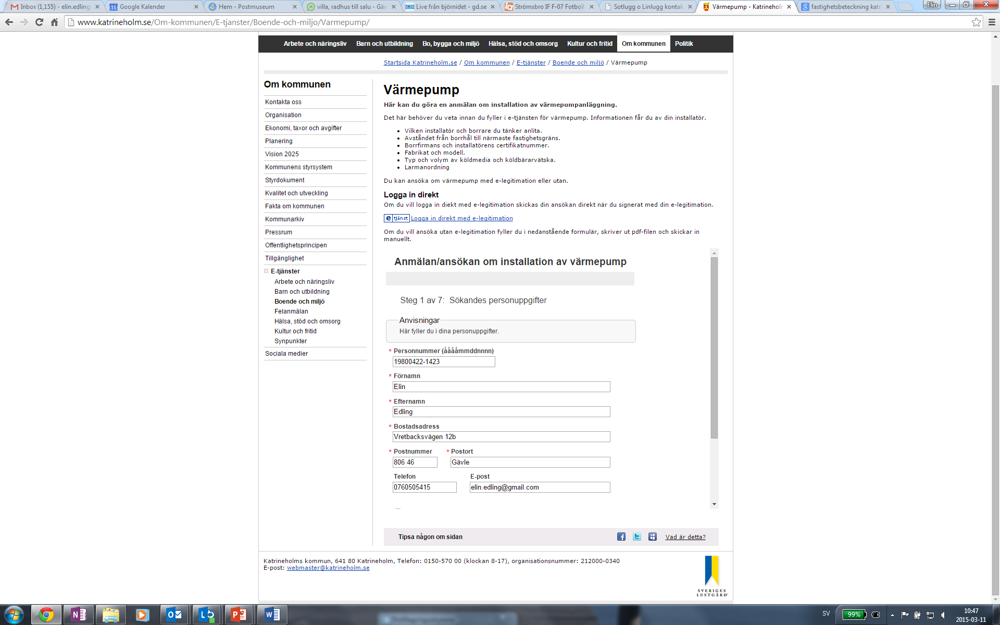 Inbox (1,155) - elin.edling
Google Kalender
Hem - Postmuseum
villa, radhus till salu - Gäv
Live från björnidet - gd.se
Strömsbro IF F-07 Fotboll
Sotlugg o Linlugg kontak
Värmepump - Katrineholm
fastighetsbeteckning katri
Elin
www.katrineholm.se/Om-kommunen/E-tjanster/Boende-och-miljo/Varmepump/
Arbete och näringsliv
Barn och utbildning
Bo, bygga och miljö
Hälsa, stöd och omsorg
Kultur och fritid
Om kommunen
Politik
Startsida Katrineholm.se / Om kommunen / E-tjänster / Boende och miljö / Värmepump
Om kommunen
Kontakta oss
Organisation
Ekonomi, taxor och avgifter
Planering
Vision 2025
Kommunens styrsystem
Styrdokument
Kvalitet och utveckling
Fakta om kommunen
Kommunarkiv
Pressrum
Offentlighetsprincipen
Tillgänglighet
E-tjänster
Arbete och näringsliv
Barn och utbildning
Boende och miljö
Felanmälan
Hälsa, stöd och omsorg
Kultur och fritid
Synpunkter
Sociala medier
Värmepump
Här kan du göra en anmälan om installation av värmepumpanläggning.
Det här behöver du veta innan du fyller i e-tjänsten för värmepump. Informationen får du av din installatör.
• Vilken installatör och borrare du tänker anlita.
• Avståndet från borrhål till närmaste fastighetsgräns.
• Borrfirmans och installatörens certifikatnummer.
• Fabrikat och modell.
• Typ och volym av köldmedia och köldbärarvätska.
• Larmanordning
Du kan ansöka om värmepump med e-legitimation eller utan.
Logga in direkt
Om du vill logga in diekt med e-legitimation skickas din ansökan direkt när du signerat med din e-legitimation.
e tjänst Logga in direkt med e-legitimation
Om du vill ansöka utan e-legitimation fyller du i nedanstående formulär, skriver ut pdf-filen och skickar in
manuellt.
Anmälan/ansökan om installation av värmepump
Steg 1 av 7: Sökandes personuppgifter
Anvisningar
Här fyller du i dina personuppgifter.
* Personnummer (ååååmmddnnnn)
19800422-1423
* Förnamn
Elin
* Efternamn
Edling
* Bostadsadress
Vretbacksvägen 12b
* Postnummer * Postort
806 46 Gävle
Telefon E-post
0760505415 elin.edling@gmail.com
Tipsa någon om sidan
Vad är detta?
Katrineholms kommun, 641 80 Katrineholm, Telefon: 0150-570 00 (klockan 8-17), organisationsnummer: 212000-0340
E-post: webmaster@katrineholm.se
SVERIGES
LUSTGÅRD
SV
99%
10:47
2015-03-11